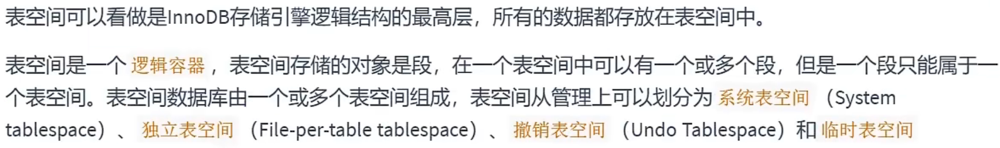 表空间可以看做是InnoDB存储引擎逻辑结构的最高层，所有的数据都存放在表空间中。
表空间是一个 逻辑容器 ，表空间存储的对象是段，在一个表空间中可以有一个或多个段，但是一个段只能属于一
个表空间。表空间数据库由一个或多个表空间组成，表空间从管理上可以划分为 系统表空间 （System
tablespace）、 独立表空间 （File-per-table tablespace）、 撤销表空间 （Undo Tablespace）和 临时表空间